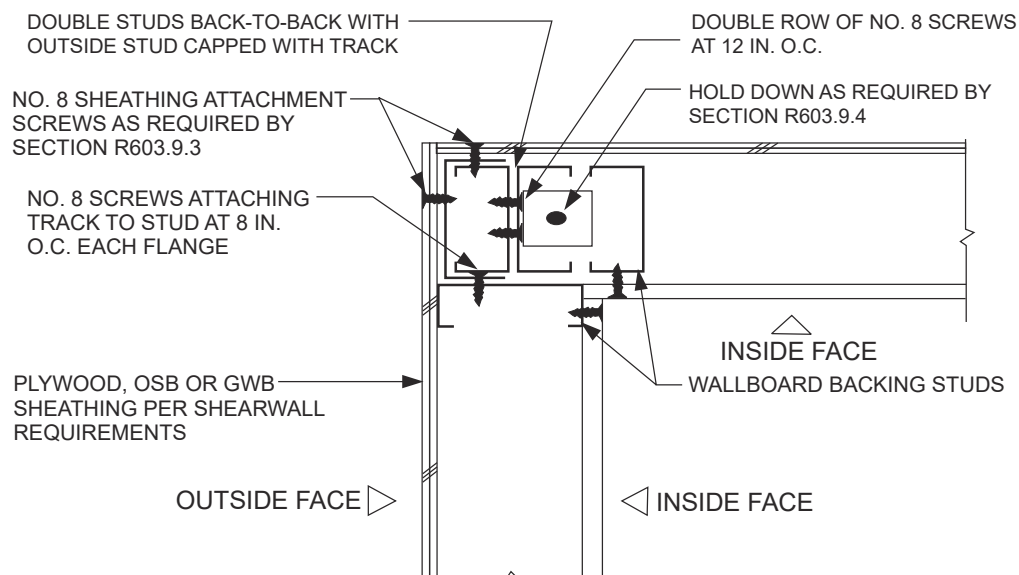 DOUBLE STUDS BACK-TO-BACK WITH
OUTSIDE STUD CAPPED WITH TRACK
DOUBLE ROW OF NO. 8 SCREWS
AT 12 IN. O.C.
NO. 8 SHEATHING ATTACHMENT
SCREWS AS REQUIRED BY
SECTION R603.9.3
HOLD DOWN AS REQUIRED BY
SECTION R603.9.4
NO. 8 SCREWS ATTACHING
TRACK TO STUD AT 8 IN.
O.C. EACH FLANGE
INSIDE FACE
WALLBOARD BACKING STUDS
PLYWOOD, OSB OR GWB
SHEATHING PER SHEARWALL
REQUIREMENTS
OUTSIDE FACE
INSIDE FACE